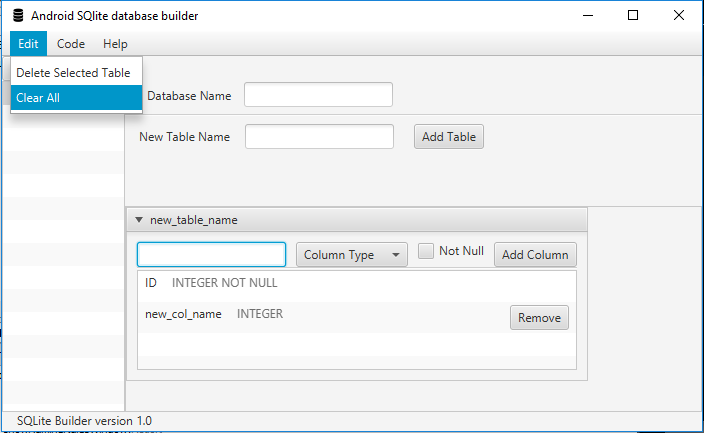 Android SQlite database builder
Edit Code Help
Delete Selected Table
Clear All
Database Name
New Table Name Add Table
new_table_name
Column Type Not Null Add Column
ID INTEGER NOT NULL
new_col_name INTEGER Remove
SQLite Builder version 1.0